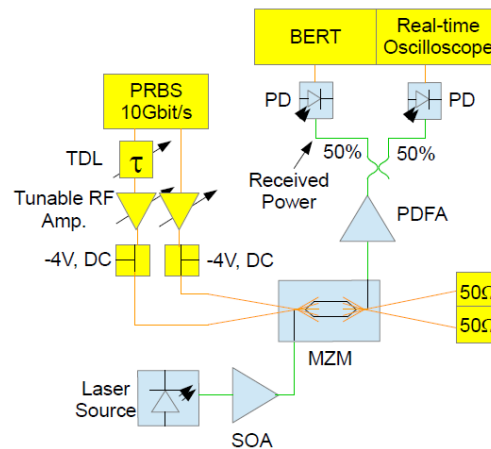 BERT
Real-time
Oscilloscope
PRBS
10Gbit/s
PD
PD
TDL
τ
50%
50%
Received
Power
Tunable RF
Amp.
PDFA
-4V, DC
-4V, DC
50Ω
50Ω
MZM
Laser
Source
SOA